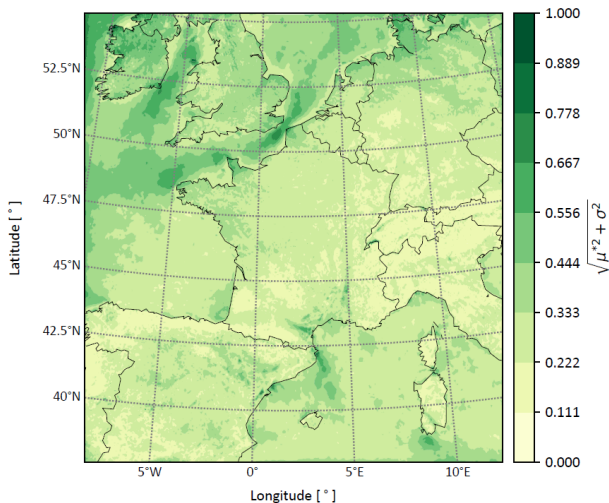 52.5°N
50°N
47.5°N
45°N
42.5°N
40°N
Latitude [ ° ]
5°W
0°
5°E
10°E
Longitude [ ° ]
1.000
0.889
0.778
0.667
0.556
0.444
0.333
0.222
0.111
0.000
√μ*2 + σ2